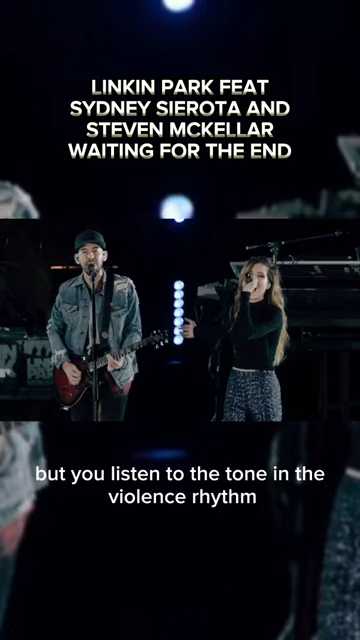 LINKIN PARK FEAT
SYDNEY SIEROTA AND
STEVEN MCKELLAR
WAITING FOR THE END
but you listen to the tone in the
violence rhythm